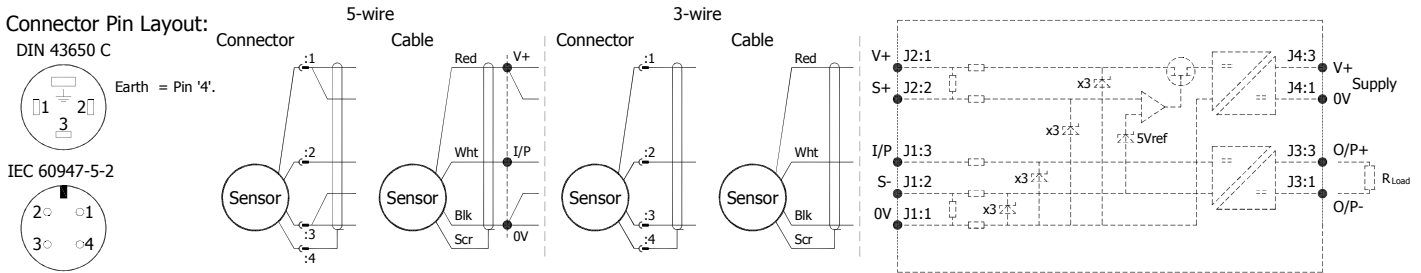 Connector Pin Layout:
DIN 43650 C
1 2
3
Earth = Pin '4'.
IEC 60947-5-2
2 1
3 4
5-wire
Connector
Sensor
:1
:2
:3
:4
Cable
Sensor
Red
Wht
Blk
Scr
V+
I/P
0V
3-wire
Connector
Sensor
:1
:2
:3
:4
Cable
Sensor
Red
Wht
Blk
Scr
V+ J2:1
S+ J2:2
I/P J1:3
S- J1:2
0V J1:1
x3
x3
x3
x3
5Vref
J4:3 V+
Supply
J4:1 0V
J3:3 O/P+
RLoad
J3:1 O/P-